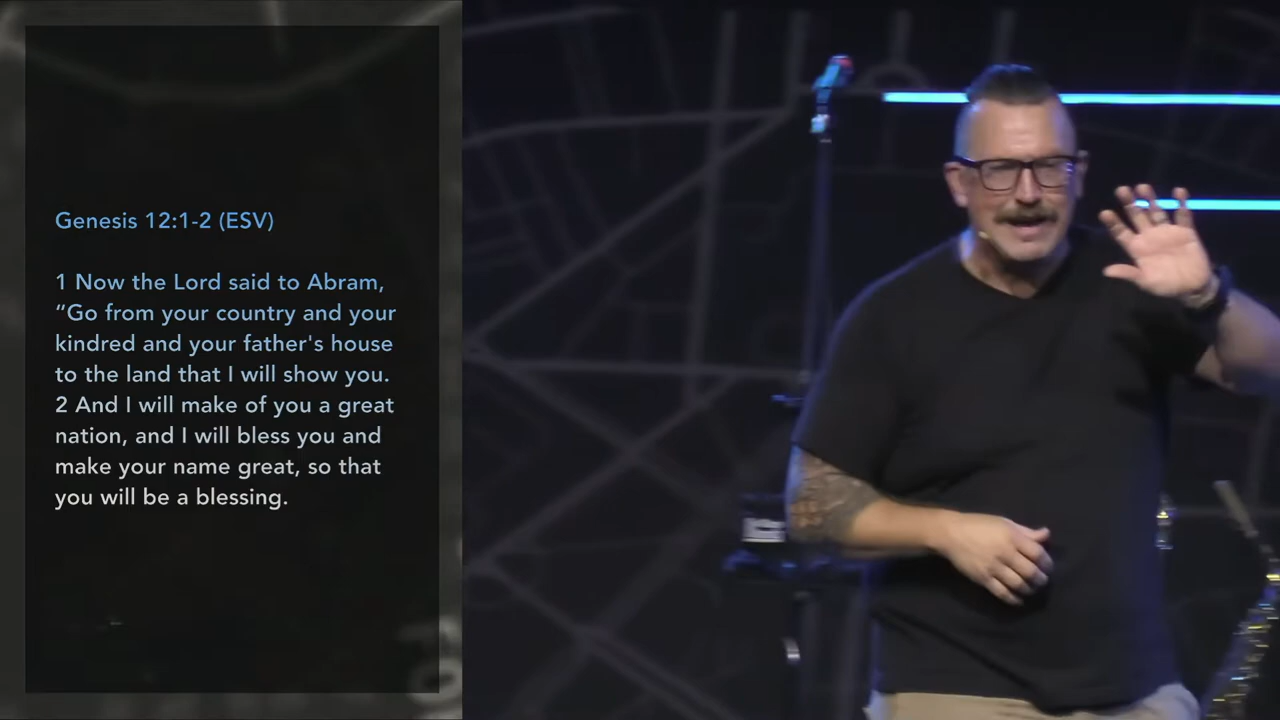 Genesis 12:1-2 (ESV)
1 Now the Lord said to Abram,
“Go from your country and your
kindred and your father's house
to the land that I will show you.
2 And I will make of you a great
nation, and I will bless you and
make your name great, so that
you will be a blessing.